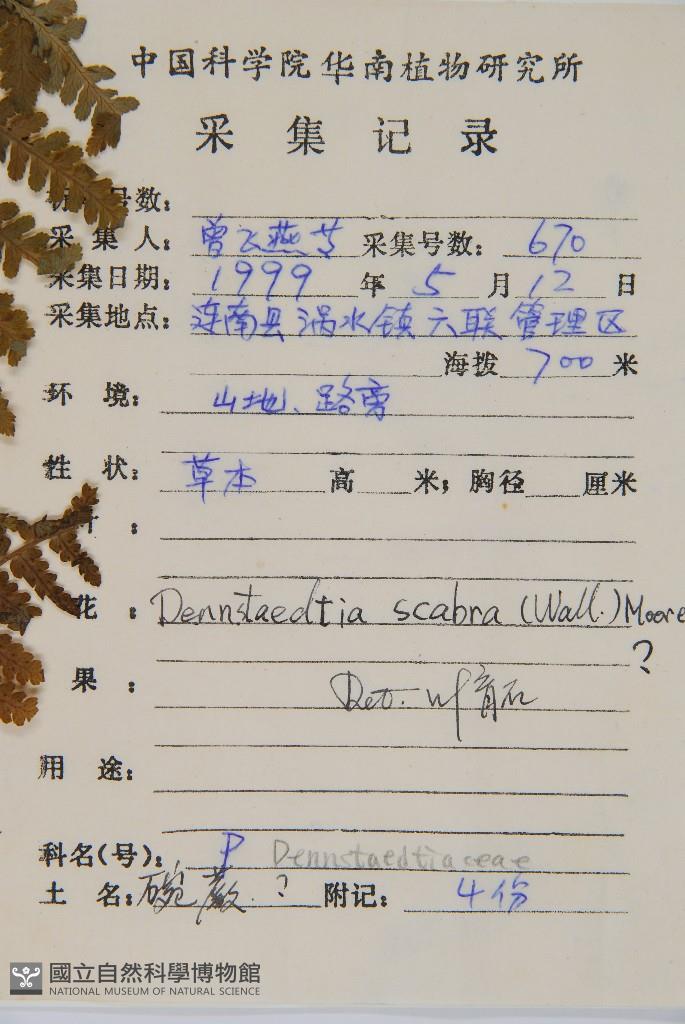 中国科学院华南植物研究所
采集记录
号数:
采集人: 曾飞燕等 采集号数: 670
采集日期: 1999 年 5 月 12 日
采集地点: 连南县涡水镇六联管理区
海拨 700 米
环境: 山地、路旁
性状: 草本 高 米; 胸径 厘米
:
花: Dennstaedtia scabra (Wall.) Moore
?
果: Det.
用途:
科名(号): P Dennstaedtiaceae
土名: 碗蕨? 附记: 4份
國立自然科學博物館
NATIONAL MUSEUM OF NATURAL SCIENCE